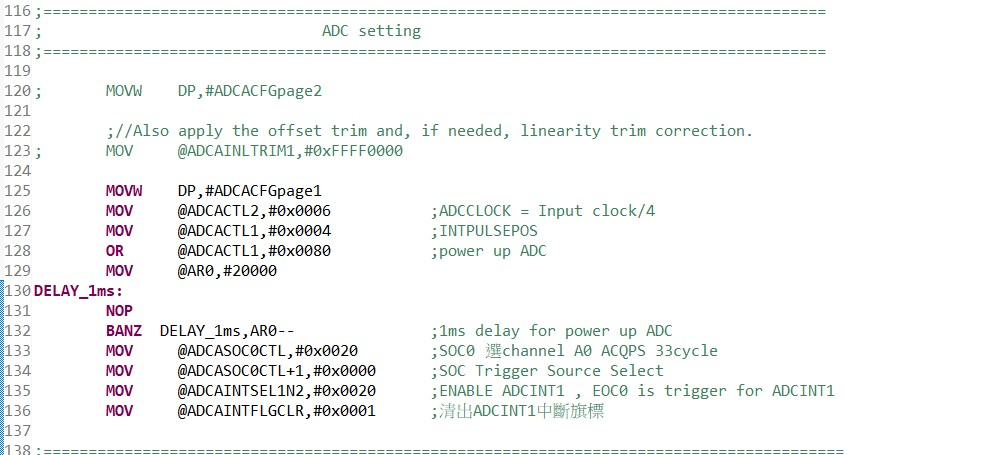 116 ;=======================================================================================
117 ;                               ADC setting
118 ;=======================================================================================
119
120 ;       MOVW    DP,#ADCACFGpage2
121
122         ;//Also apply the offset trim and, if needed, linearity trim correction.
123 ;       MOV     @ADCAINLTRIM1,#0xFFFF0000
124
125         MOVW    DP,#ADCACFGpage1
126         MOV     @ADCACTL2,#0x0006           ;ADCCLOCK = Input clock/4
127         MOV     @ADCACTL1,#0x0004           ;INTPULSEPOS
128         OR      @ADCACTL1,#0x0080           ;power up ADC
129         MOV     @AR0,#20000
130 DELAY_1ms:
131         NOP
132         BANZ  DELAY_1ms,AR0--               ;1ms delay for power up ADC
133         MOV     @ADCASOC0CTL,#0x0020        ;SOC0 選channel A0 ACQPS 33cycle
134         MOV     @ADCASOC0CTL+1,#0x0000      ;SOC Trigger Source Select
135         MOV     @ADCAINTSEL1N2,#0x0020      ;ENABLE ADCINT1 , EOC0 is trigger for ADCINT1
136         MOV     @ADCAINTFLGCLR,#0x0001      ;清出ADCINT1中斷旗標
137
138 ;=========================================================================================